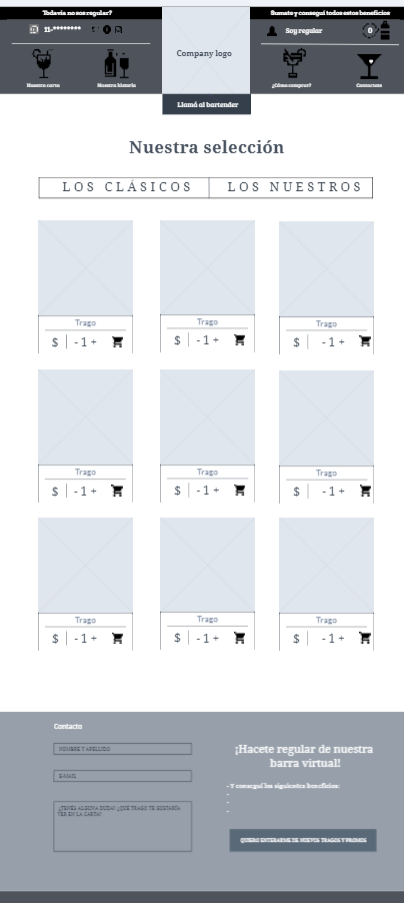 Todavía no sos regular?
Sumate y conseguí todos estos beneficios
11-********
Company logo
Soy regular
0
Nuestra carta
Nuestra historia
¿Cómo comprar?
Contactate
Llamá al bartender
Nuestra selección
LOS CLÁSICOS
LOS NUESTROS
Trago
Trago
Trago
$ | - 1 +
$ | - 1 +
$ | - 1 +
Trago
Trago
Trago
$ | - 1 +
$ | - 1 +
$ | - 1 +
Trago
Trago
Trago
$ | - 1 +
$ | - 1 +
$ | - 1 +
Contacto
NOMBRE Y APELLIDO
E-MAIL
¿TENÉS ALGUNA DUDA? ¿QUÉ TRAGO TE GUSTARÍA
VER EN LA CARTA?
¡Hacete regular de nuestra
barra virtual!
- Y conseguí los siguientes beneficios:
-
-
-
QUIERO ENTERARME DE NUEVOS TRAGOS Y PROMOS